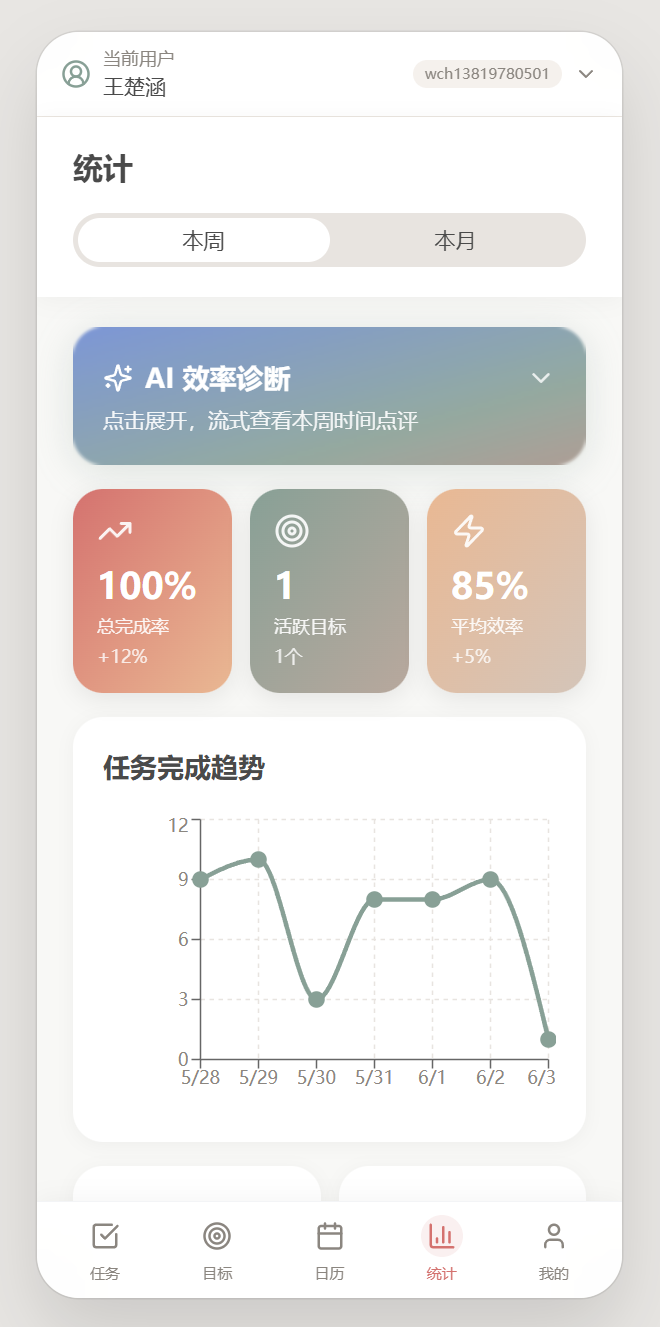 当前用户
王楚涵
wch13819780501
统计
本周
本月
AI 效率诊断
点击展开，流式查看本周时间点评
100%
总完成率
+12%
1
活跃目标
1个
85%
平均效率
+5%
任务完成趋势
12
9
6
3
0
5/28 5/29 5/30 5/31 6/1 6/2 6/3
任务 目标 日历 统计 我的